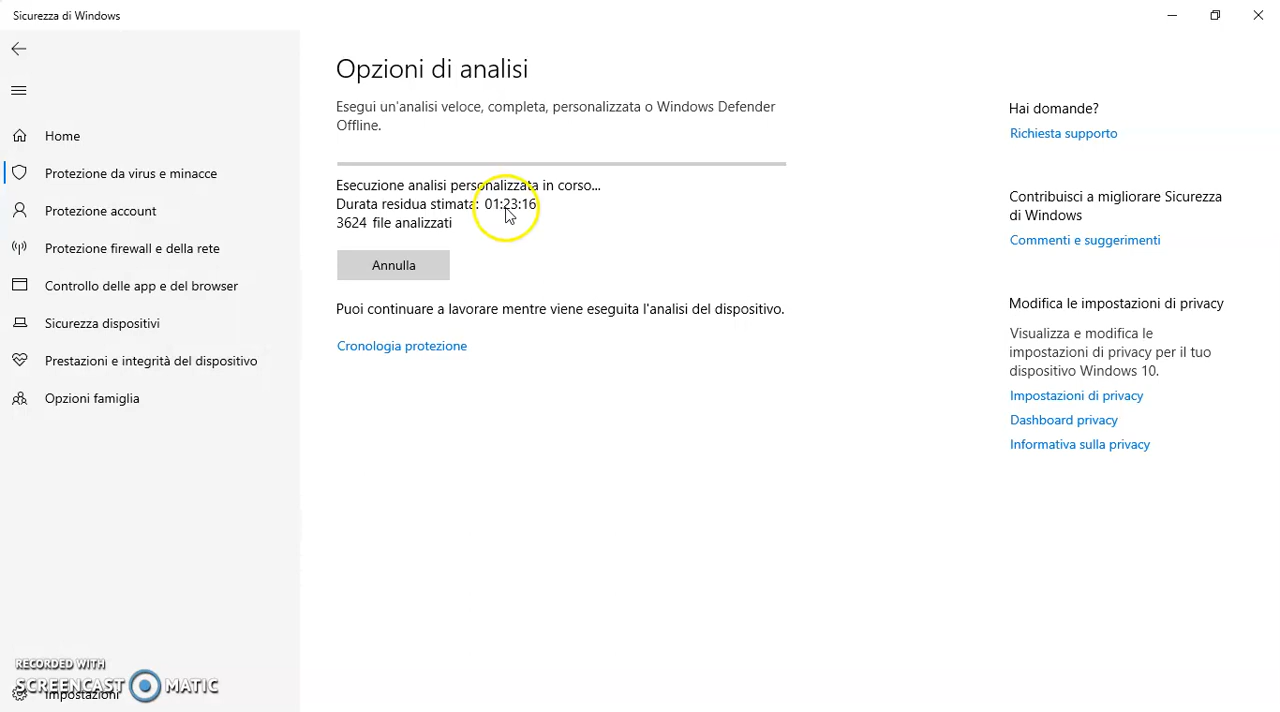 Sicurezza di Windows
Home
Protezione da virus e minacce
Protezione account
Protezione firewall e della rete
Controllo delle app e del browser
Sicurezza dispositivi
Prestazioni e integrità del dispositivo
Opzioni famiglia
Impostazioni
RECORDED WITH
SCREENCAST MATIC
Opzioni di analisi
Esegui un'analisi veloce, completa, personalizzata o Windows Defender
Offline.
Esecuzione analisi personalizzata in corso...
Durata residua stimata: 01:23:16
3624 file analizzati
Annulla
Puoi continuare a lavorare mentre viene eseguita l'analisi del dispositivo.
Cronologia protezione
Hai domande?
Richiesta supporto
Contribuisci a migliorare Sicurezza
di Windows
Commenti e suggerimenti
Modifica le impostazioni di privacy
Visualizza e modifica le
impostazioni di privacy per il tuo
dispositivo Windows 10.
Impostazioni di privacy
Dashboard privacy
Informativa sulla privacy